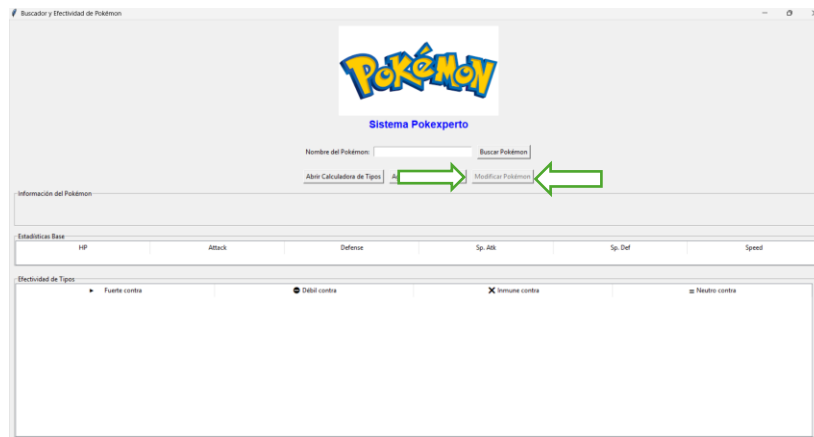 Buscador y Efectividad de Pokémon
POKéMON
Sistema Pokexperto
Nombre del Pokémon: Buscar Pokémon
Abrir Calculadora de Tipos Modificar Pokémon
Información del Pokémon
Estadísticas Base
HP Attack Defense Sp. Atk Sp. Def Speed
Efectividad de Tipos
Fuerte contra Débil contra Inmune contra = Neutro contra